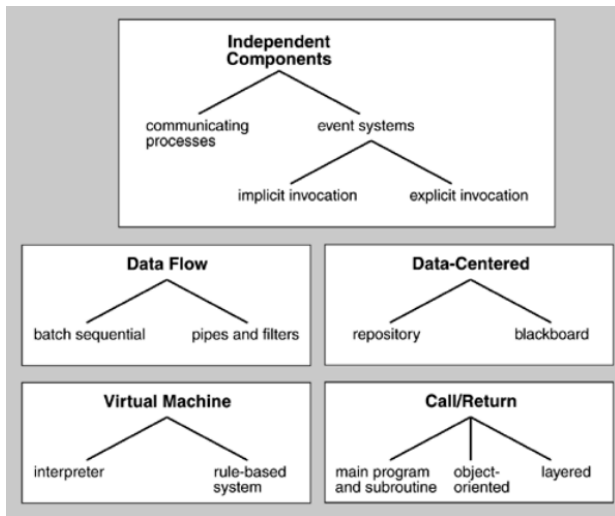 Independent
Components
communicating
processes
event systems
implicit invocation
explicit invocation
Data Flow
batch sequential
pipes and filters
Data-Centered
repository
blackboard
Virtual Machine
interpreter
rule-based
system
Call/Return
main program
and subroutine
object-
oriented
layered